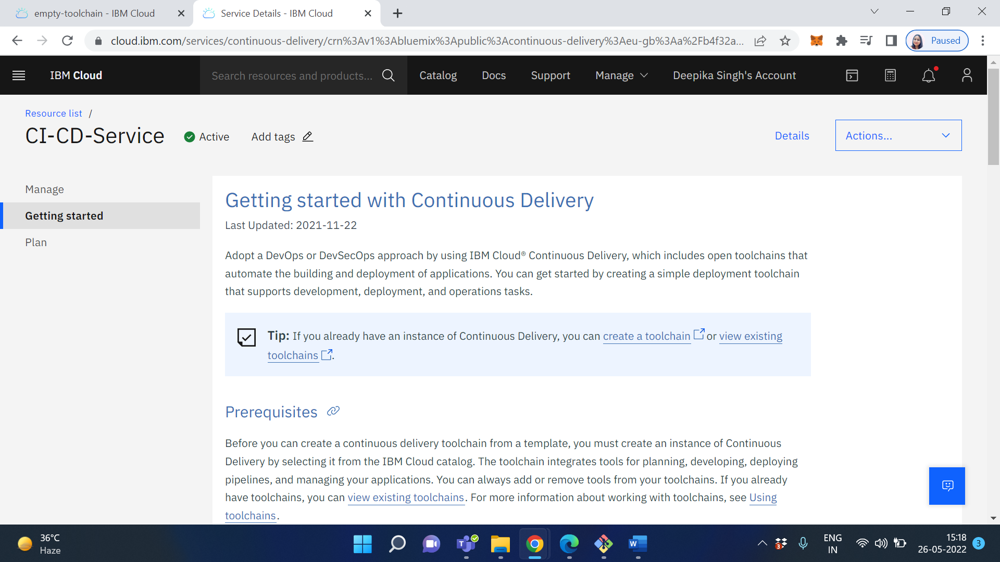 empty-toolchain - IBM Cloud
Service Details - IBM Cloud
cloud.ibm.com/services/continuous-delivery/crn%3Av1%3Abluemix%3Apublic%3Acontinuous-delivery%3Aeu-gb%3Aa%2Fb4f32a...
Paused
IBM Cloud
Search resources and products...
Catalog
Docs
Support
Manage
Deepika Singh's Account
Resource list /
CI-CD-Service
Active
Add tags
Details
Actions...
Manage
Getting started
Plan
Getting started with Continuous Delivery
Last Updated: 2021-11-22
Adopt a DevOps or DevSecOps approach by using IBM Cloud® Continuous Delivery, which includes open toolchains that
automate the building and deployment of applications. You can get started by creating a simple deployment toolchain
that supports development, deployment, and operations tasks.
Tip: If you already have an instance of Continuous Delivery, you can create a toolchain or view existing
toolchains .
Prerequisites
Before you can create a continuous delivery toolchain from a template, you must create an instance of Continuous
Delivery by selecting it from the IBM Cloud catalog. The toolchain integrates tools for planning, developing, deploying
pipelines, and managing your applications. You can always add or remove tools from your toolchains. If you already
have toolchains, you can view existing toolchains. For more information about working with toolchains, see Using
toolchains.
36°C
Haze
T
W
3
ENG
IN
15:18
26-05-2022
3